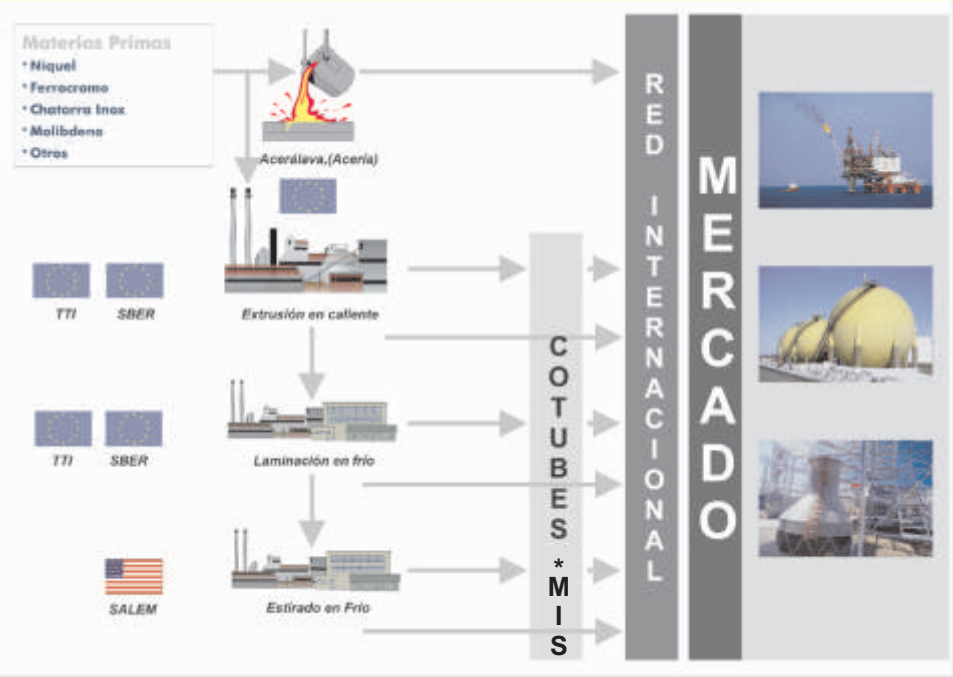 Materias Primas
• Niquel
• Ferrocromo
• Chatarra Inox
• Molibdeno
• Otros
Acerálava,(Acería)
TTI SBER
Extrusión en caliente
TTI SBER
Laminación en frío
SALEM
Estirado en Frío
COTUBES *MIS
RED INTERNACIONAL
MERCADO